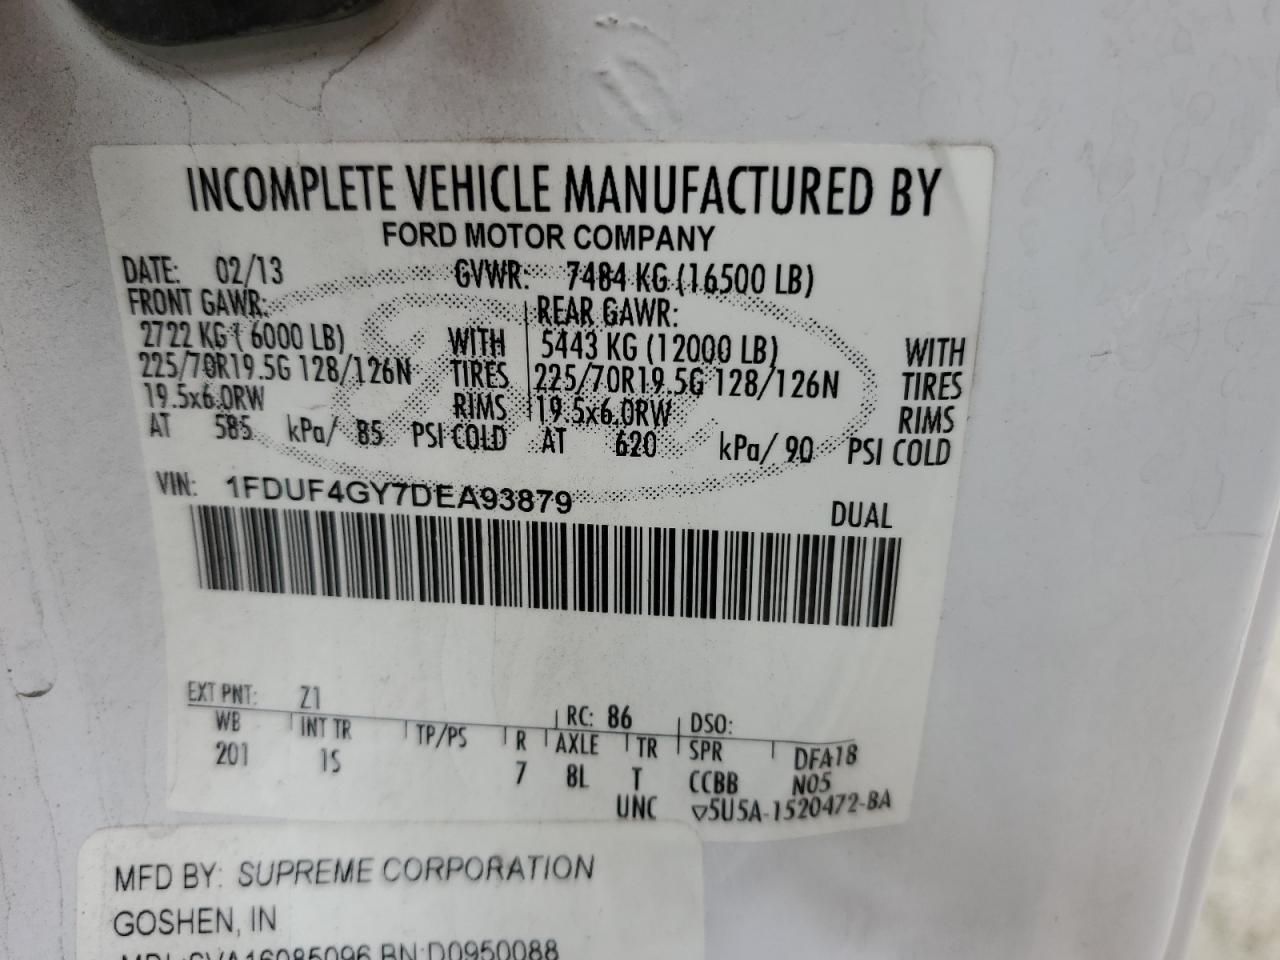 INCOMPLETE VEHICLE MANUFACTURED BY
FORD MOTOR COMPANY
DATE: 02/13 GVWR: 7484 KG (16500 LB)
FRONT GAWR: REAR GAWR:
2722 KG ( 6000 LB) WITH 5443 KG (12000 LB) WITH
225/70R19.5G 128/126N TIRES 225/70R19.5G 128/126N TIRES
19.5x6.0RW RIMS 19.5x6.0RW RIMS
AT 585 kPa/ 85 PSI COLD AT 620 kPa/ 90 PSI COLD
VIN: 1FDUF4GY7DEA93879
DUAL
EXT PNT: Z1 RC: 86 DSO:
WB INT TR TP/PS R AXLE TR SPR DFA18
201 1S 7 8L T CCBB N05
UNC ▽5U5A-1520472-BA
MFD BY: SUPREME CORPORATION
GOSHEN, IN
MDL:SVA16085096 BN:D0950088